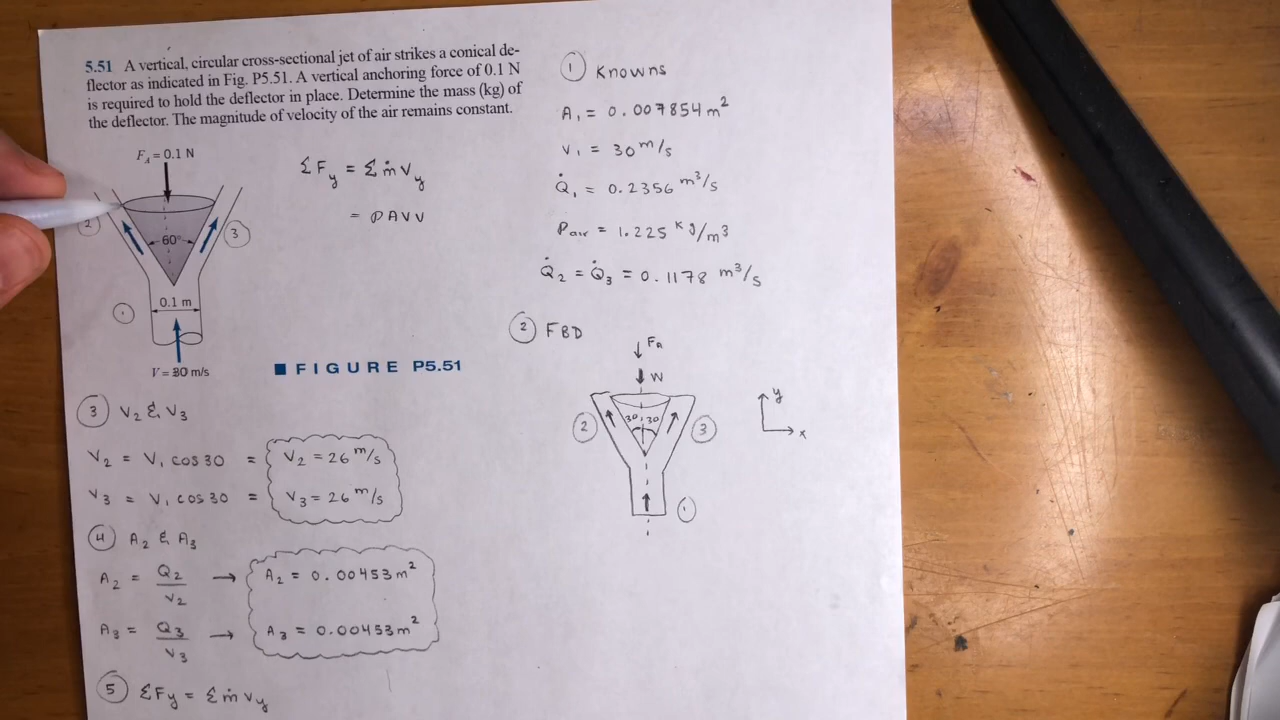 5.51 A vertical, circular cross-sectional jet of air strikes a conical de-
flector as indicated in Fig. P5.51. A vertical anchoring force of 0.1 N
is required to hold the deflector in place. Determine the mass (kg) of
the deflector. The magnitude of velocity of the air remains constant.
F_A = 0.1 N
2
60°
3
0.1 m
1
V = 30 m/s
■ FIGURE P5.51
ΣF_y = Σṁv_y
= ρAVV
① Knowns
A₁ = 0.007854 m²
V₁ = 30 m/s
Q̇₁ = 0.2356 m³/s
ρair = 1.225 kg/m³
Q̇₂ = Q̇₃ = 0.1178 m³/s
② FBD
F_A
W
30 30
②
③
①
y
x
③ V₂ & V₃
V₂ = V₁ cos30 = V₂ = 26 m/s
V₃ = V₁ cos30 = V₃ = 26 m/s
④ A₂ & A₃
A₂ = Q₂/V₂ → A₂ = 0.00453 m²
A₃ = Q₃/V₃ → A₃ = 0.00453 m²
⑤ ΣF_y = Σṁv_y